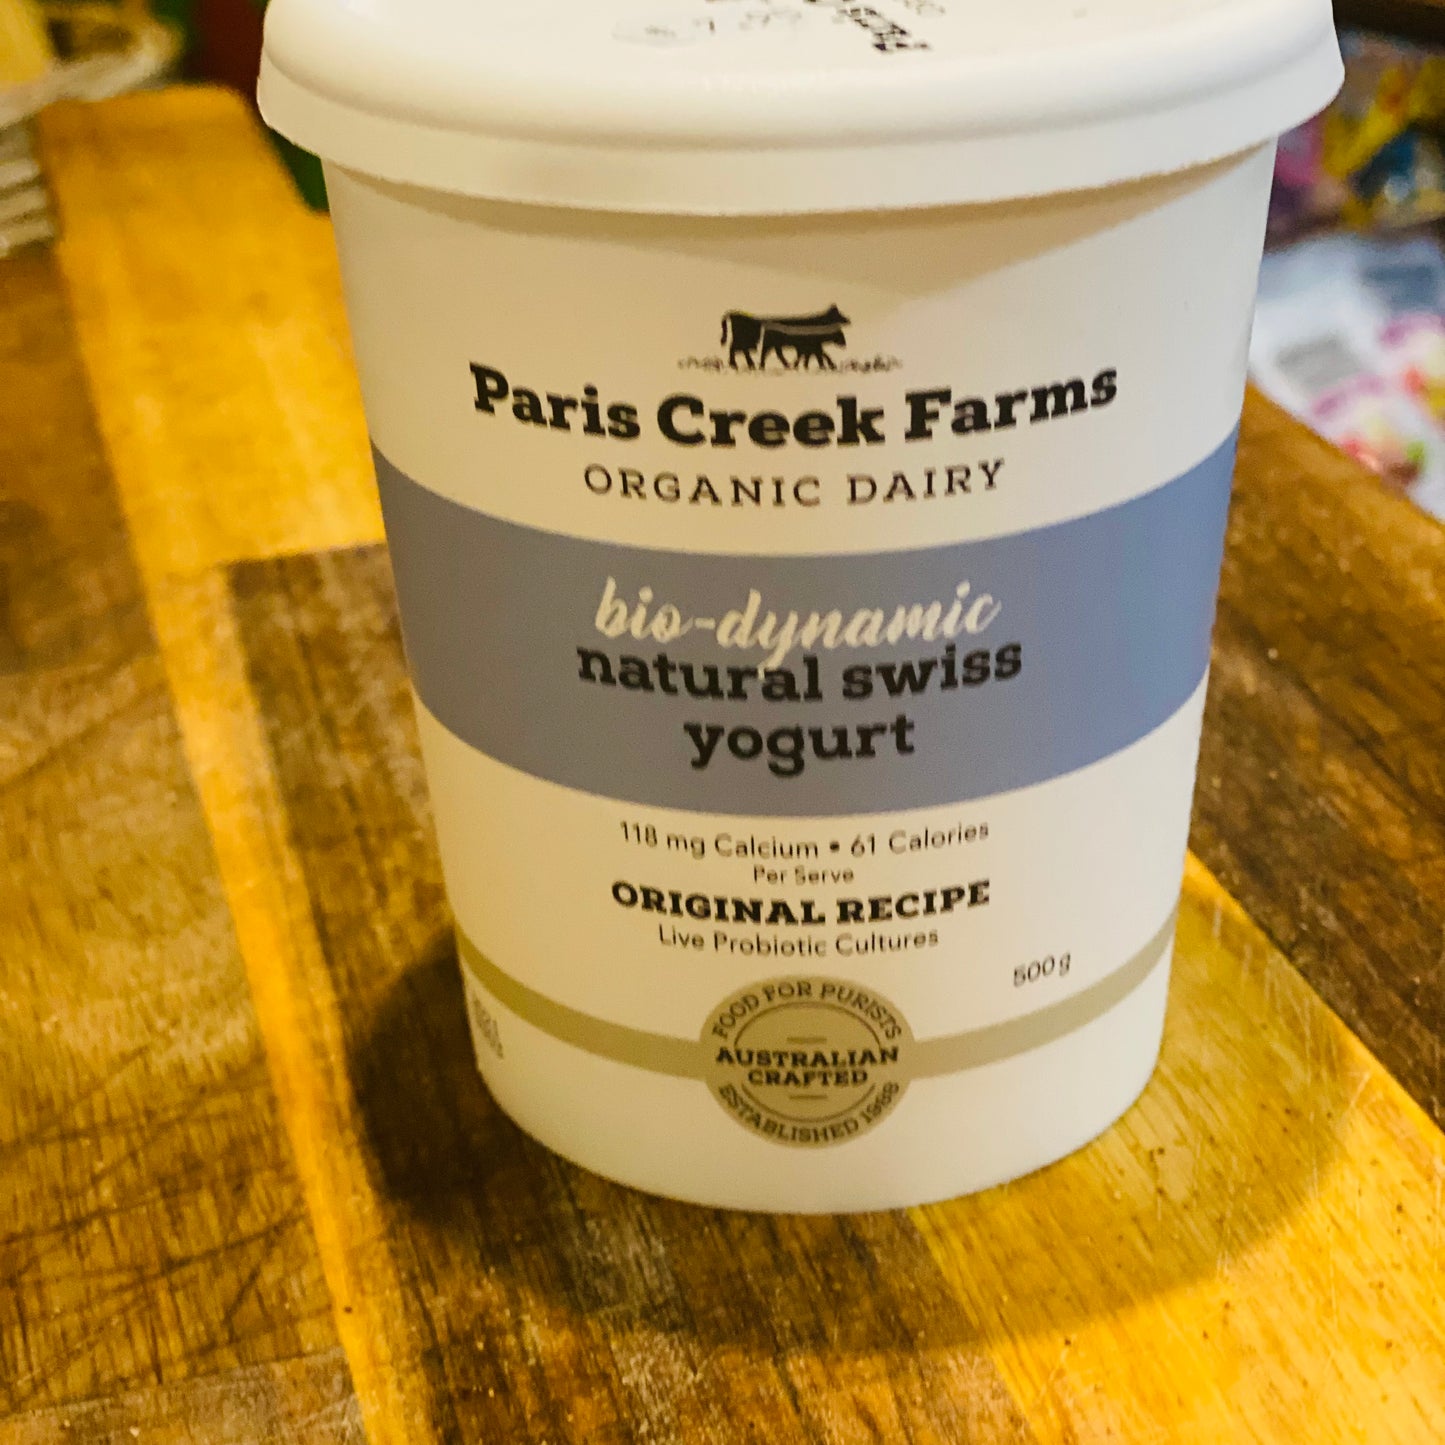 Paris Creek Farms
ORGANIC DAIRY
bio-dynamic
natural swiss
yogurt
118 mg Calcium • 61 Calories
Per Serve
ORIGINAL RECIPE
Live Probiotic Cultures
500g
FOOD FOR PURISTS
AUSTRALIAN
CRAFTED
ESTABLISHED 1988